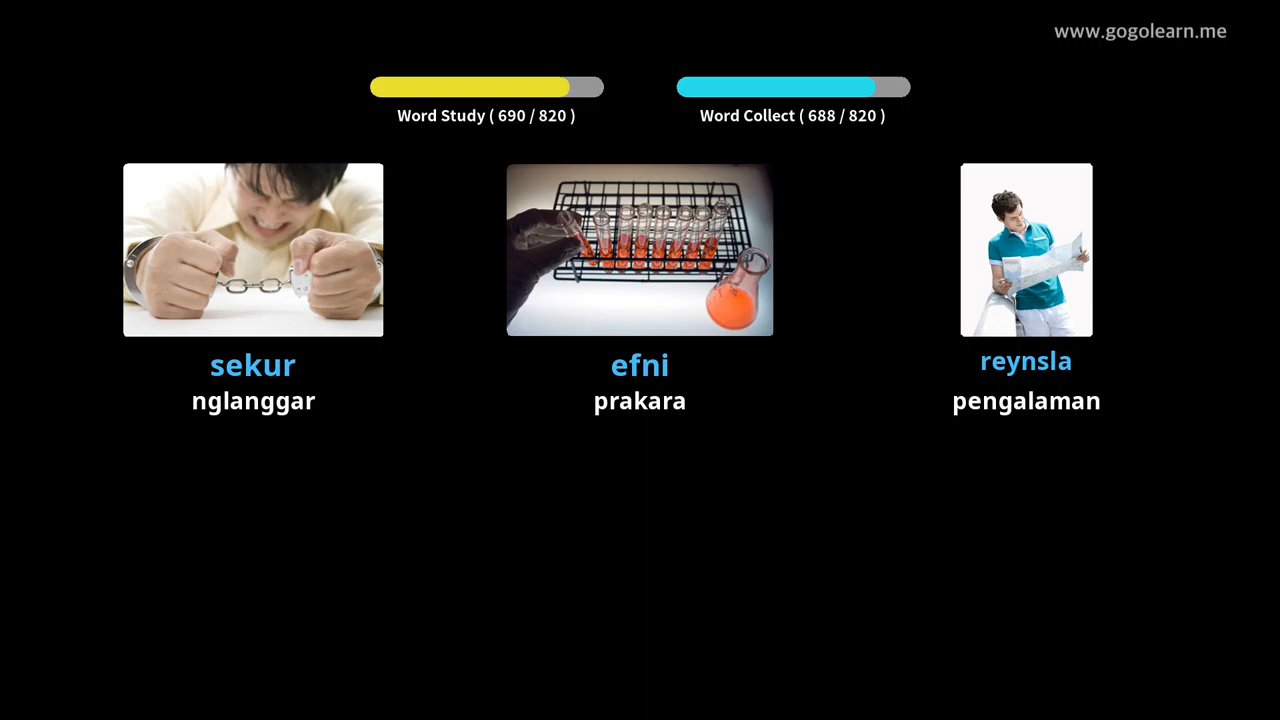 www.gogolearn.me
Word Study ( 690 / 820 )
Word Collect ( 688 / 820 )
sekur
nglanggar
efni
prakara
reynsla
pengalaman